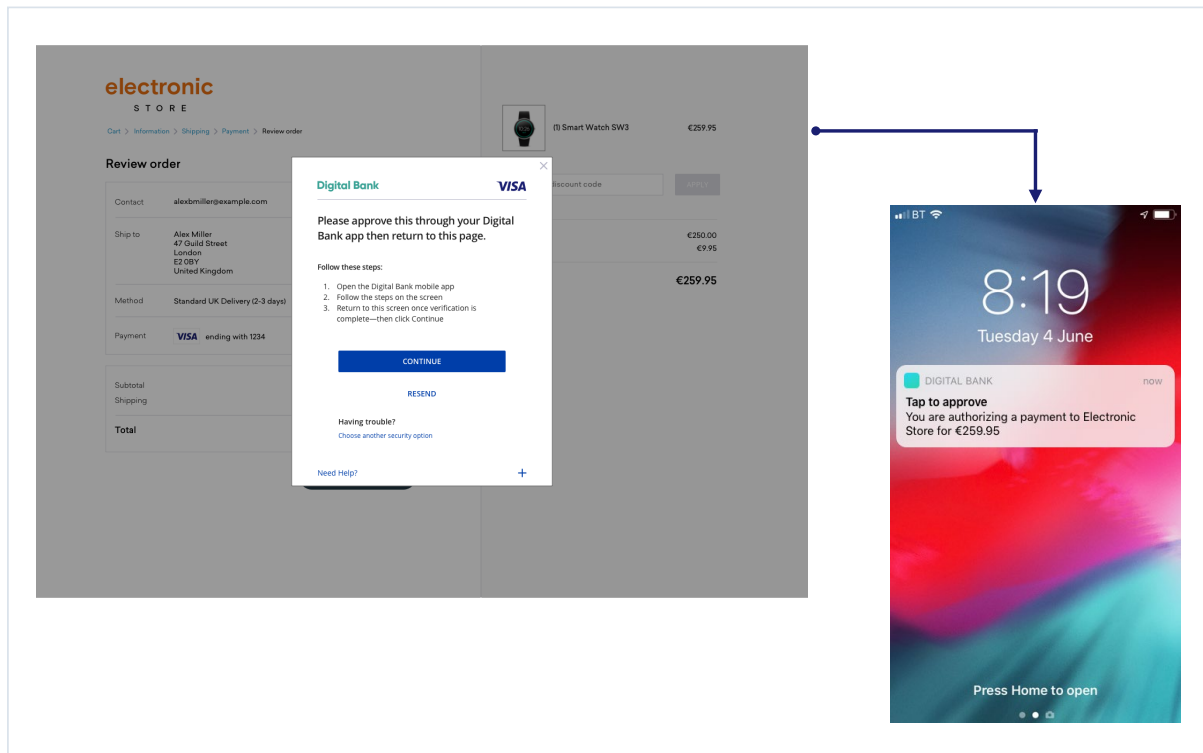 electronic
STORE
Cart > Information > Shipping > Payment > Review order
Review order
Contact alexbmiller@example.com
Ship to Alex Miller
47 Guild Street
London
E2 0BY
United Kingdom
Method Standard UK Delivery (2-3 days)
Payment VISA ending with 1234
Subtotal
Shipping
Total
(1) Smart Watch SW3 €259.95
discount code APPLY
€250.00
€9.95
€259.95
Digital Bank VISA
Please approve this through your Digital
Bank app then return to this page.
Follow these steps:
1. Open the Digital Bank mobile app
2. Follow the steps on the screen
3. Return to this screen once verification is
complete—then click Continue
CONTINUE
RESEND
Having trouble?
Choose another security option
Need Help? +
BT
8:19
Tuesday 4 June
DIGITAL BANK now
Tap to approve
You are authorizing a payment to Electronic
Store for €259.95
Press Home to open